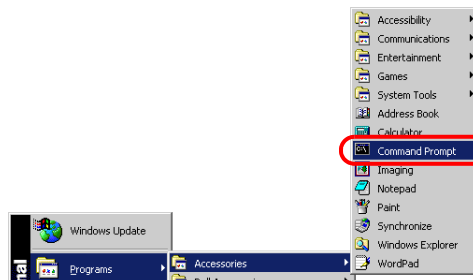 Accessibility
Communications
Entertainment
Games
System Tools
Address Book
Calculator
Command Prompt
Imaging
Notepad
Paint
Synchronize
Windows Explorer
WordPad
Windows Update
Programs
Accessories